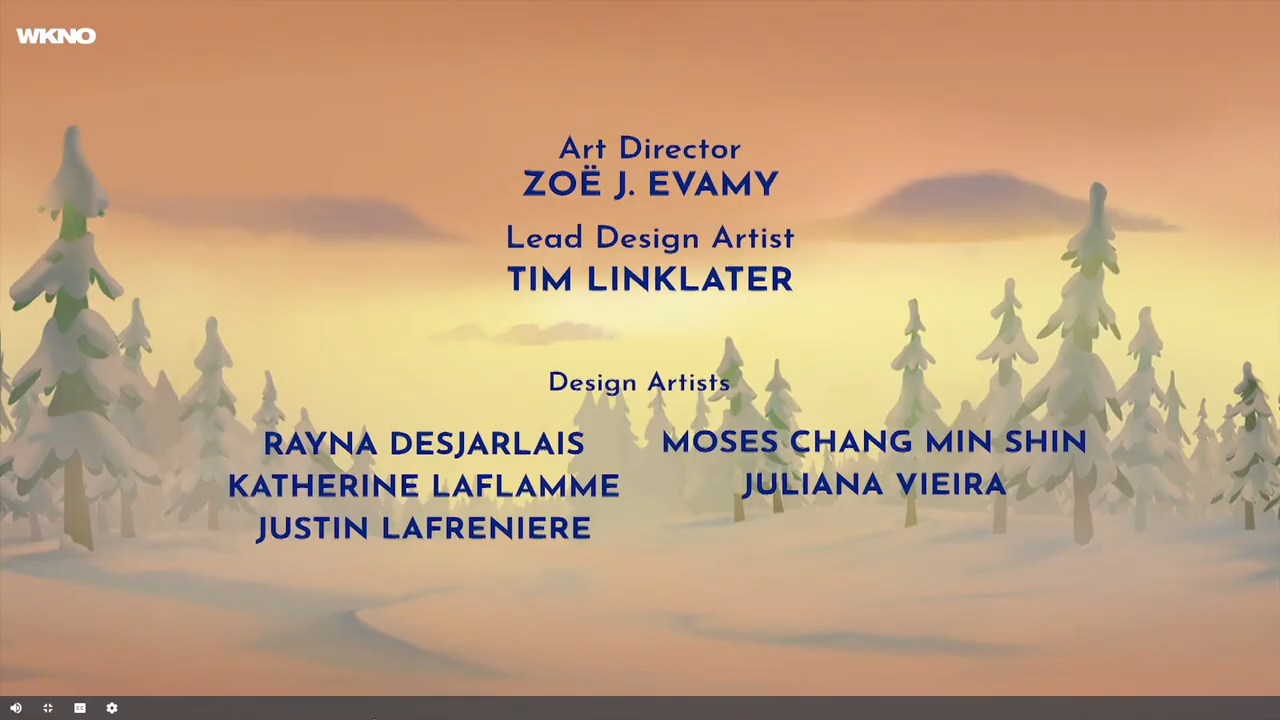 WKNO
Art Director
ZOË J. EVAMY
Lead Design Artist
TIM LINKLATER
Design Artists
RAYNA DESJARLAIS
MOSES CHANG MIN SHIN
KATHERINE LAFLAMME
JULIANA VIEIRA
JUSTIN LAFRENIERE
CC